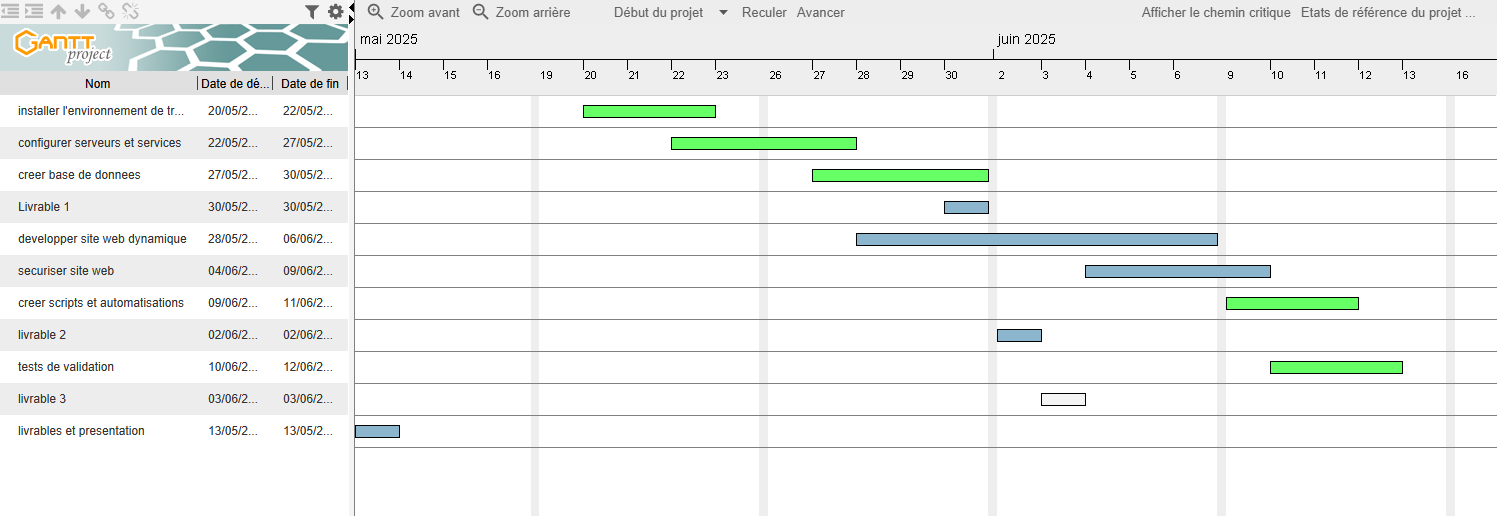 Zoom avant Zoom arrière Début du projet Reculer Avancer Afficher le chemin critique Etats de référence du projet ...
GANTT
project
mai 2025 juin 2025
13 14 15 16 19 20 21 22 23 26 27 28 29 30 2 3 4 5 6 9 10 11 12 13 16
Nom Date de dé... Date de fin
installer l'environnement de tr... 20/05/2... 22/05/2...
configurer serveurs et services 22/05/2... 27/05/2...
creer base de donnees 27/05/2... 30/05/2...
Livrable 1 30/05/2... 30/05/2...
developper site web dynamique 28/05/2... 06/06/2...
securiser site web 04/06/2... 09/06/2...
creer scripts et automatisations 09/06/2... 11/06/2...
livrable 2 02/06/2... 02/06/2...
tests de validation 10/06/2... 12/06/2...
livrable 3 03/06/2... 03/06/2...
livrables et presentation 13/05/2... 13/05/2...